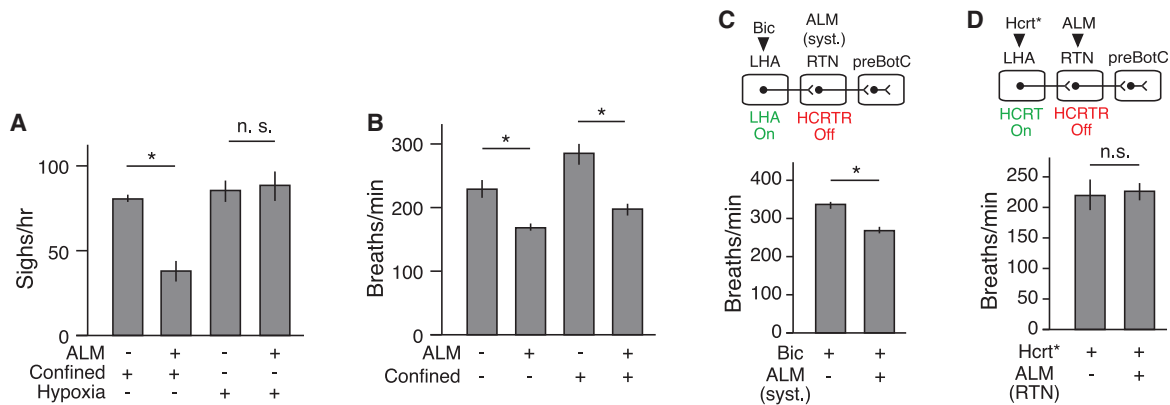 A
Sighs/hr
100
50
0
*
n. s.
ALM - + - +
Confined + + - -
Hypoxia - - + +
B
Breaths/min
300
200
100
0
*
*
ALM - + - +
Confined - - + +
C
Bic
ALM
(syst.)
LHA RTN preBotC
LHA HCRTR
On Off
Breaths/min
400
300
200
100
0
*
Bic + +
ALM - +
(syst.)
D
Hcrt* ALM
LHA RTN preBotC
HCRT HCRTR
On Off
Breaths/min
200
250
150
100
50
0
n.s.
Hcrt* + +
ALM - +
(RTN)